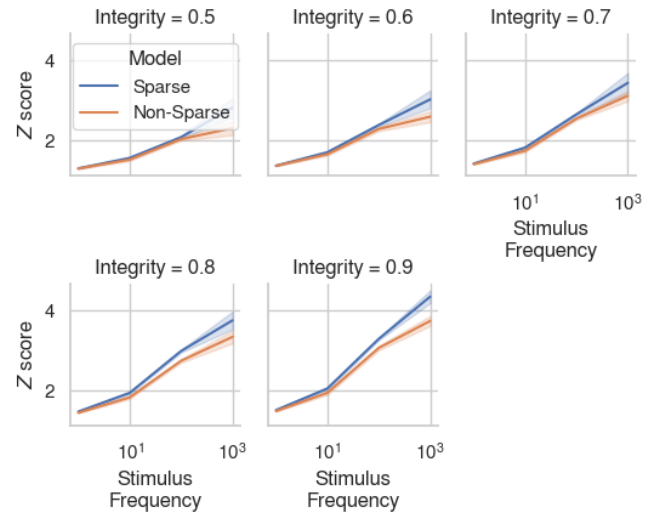 Integrity = 0.5
Integrity = 0.6
Integrity = 0.7
4
2
Z score
Model
Sparse
Non-Sparse
10¹
10³
Stimulus
Frequency
Integrity = 0.8
Integrity = 0.9
4
2
Z score
10¹
10³
10¹
10³
Stimulus
Frequency
Stimulus
Frequency